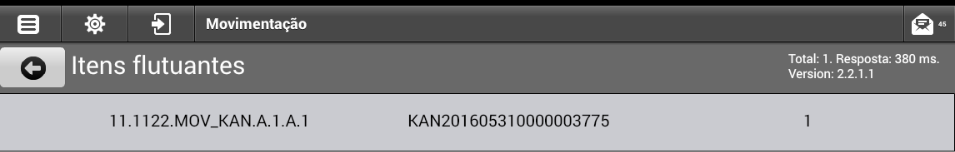 Movimentação
45
Itens flutuantes
Total: 1. Resposta: 380 ms.
Version: 2.2.1.1
11.1122.MOV_KAN.A.1.A.1 KAN201605310000003775 1